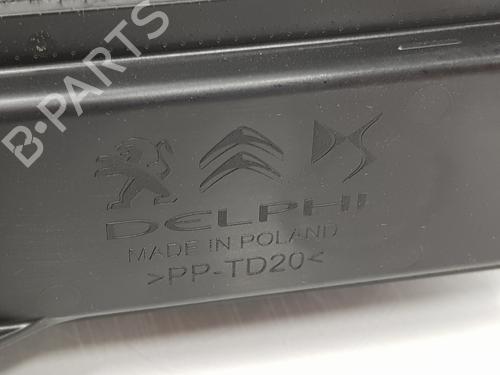 B-PARTS
DELPHI
MADE IN POLAND
>PP-TD20<